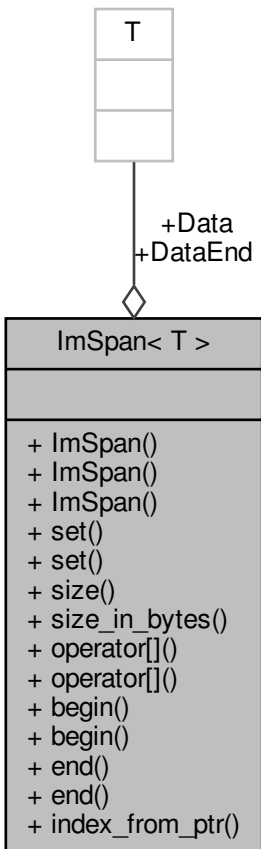 T
+Data
+DataEnd
ImSpan< T >
+ ImSpan()
+ ImSpan()
+ ImSpan()
+ set()
+ set()
+ size()
+ size_in_bytes()
+ operator[]()
+ operator[]()
+ begin()
+ begin()
+ end()
+ end()
+ index_from_ptr()